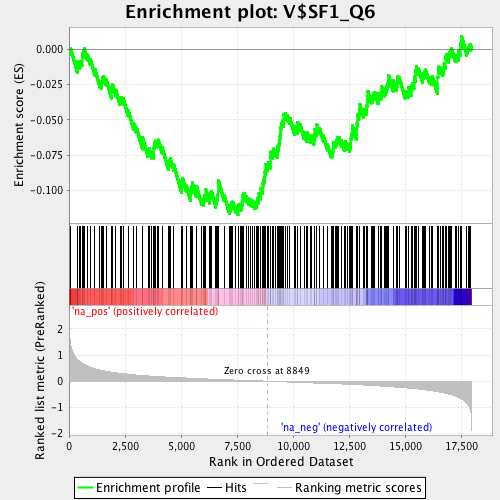 Enrichment plot: V$SF1_Q6
Enrichment score (ES)
0.000
-0.025
-0.050
-0.075
-0.100
'na_pos' (positively correlated)
Ranked list metric (PreRanked)
2
1
0
-1
-2
Zero cross at 8849
'na_neg' (negatively correlated)
0
2,500
5,000
7,500
10,000
12,500
15,000
17,500
Rank in Ordered Dataset
Enrichment profile
Hits
Ranking metric scores